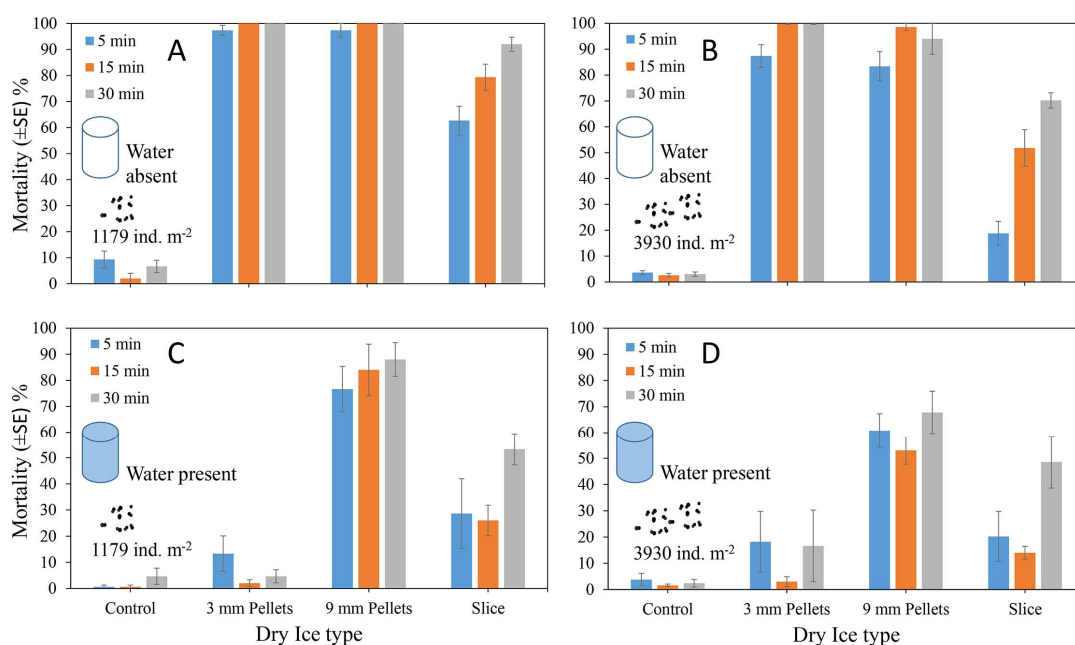 Mortality (±SE) %
100
90
80
70
60
50
40
30
20
10
0
A
5 min
15 min
30 min
Water
absent
1179 ind. m-2
100
90
80
70
60
50
40
30
20
10
0
B
5 min
15 min
30 min
Water
absent
3930 ind. m-2
Mortality (±SE) %
100
90
80
70
60
50
40
30
20
10
0
C
5 min
15 min
30 min
Water present
1179 ind. m-2
Control 3 mm Pellets 9 mm Pellets Slice
Dry Ice type
100
90
80
70
60
50
40
30
20
10
0
D
5 min
15 min
30 min
Water present
3930 ind. m-2
Control 3 mm Pellets 9 mm Pellets Slice
Dry Ice type